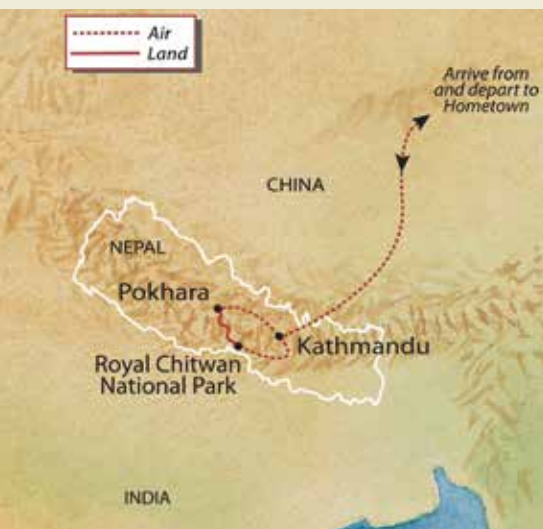 Air
Land
Arrive from
and depart to
Hometown
CHINA
NEPAL
Pokhara
Kathmandu
Royal Chitwan
National Park
INDIA